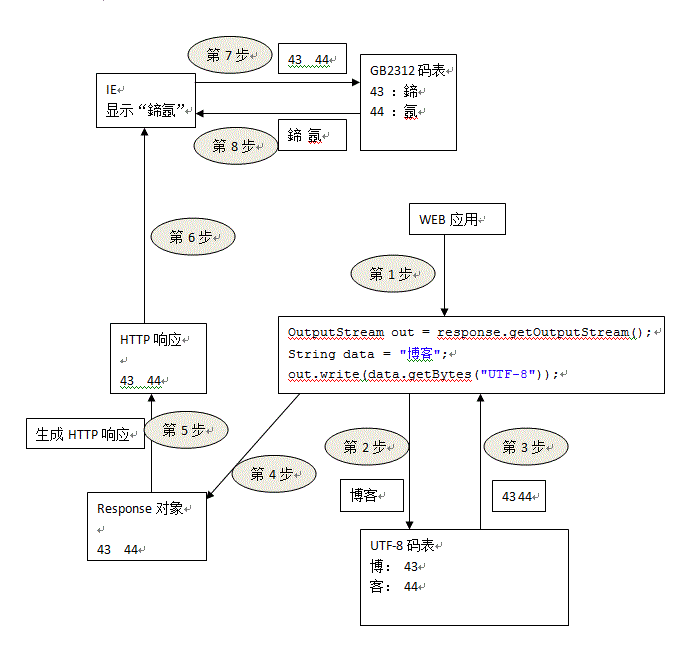 第 7 步
43 44
GB2312 码表
43 ：鍗
44 ：氬
IE
显示“鍗氬”
鍗 氬
第 8 步
WEB 应用
第 6 步
第 1 步
OutputStream out = response.getOutputStream();
String data = "博客";
out.write(data.getBytes("UTF-8"));
HTTP 响应
43 44
生成 HTTP 响应
第 5 步
第 2 步
第 3 步
第 4 步
博客
43 44
Response 对象
43 44
UTF-8 码表
博： 43
客： 44